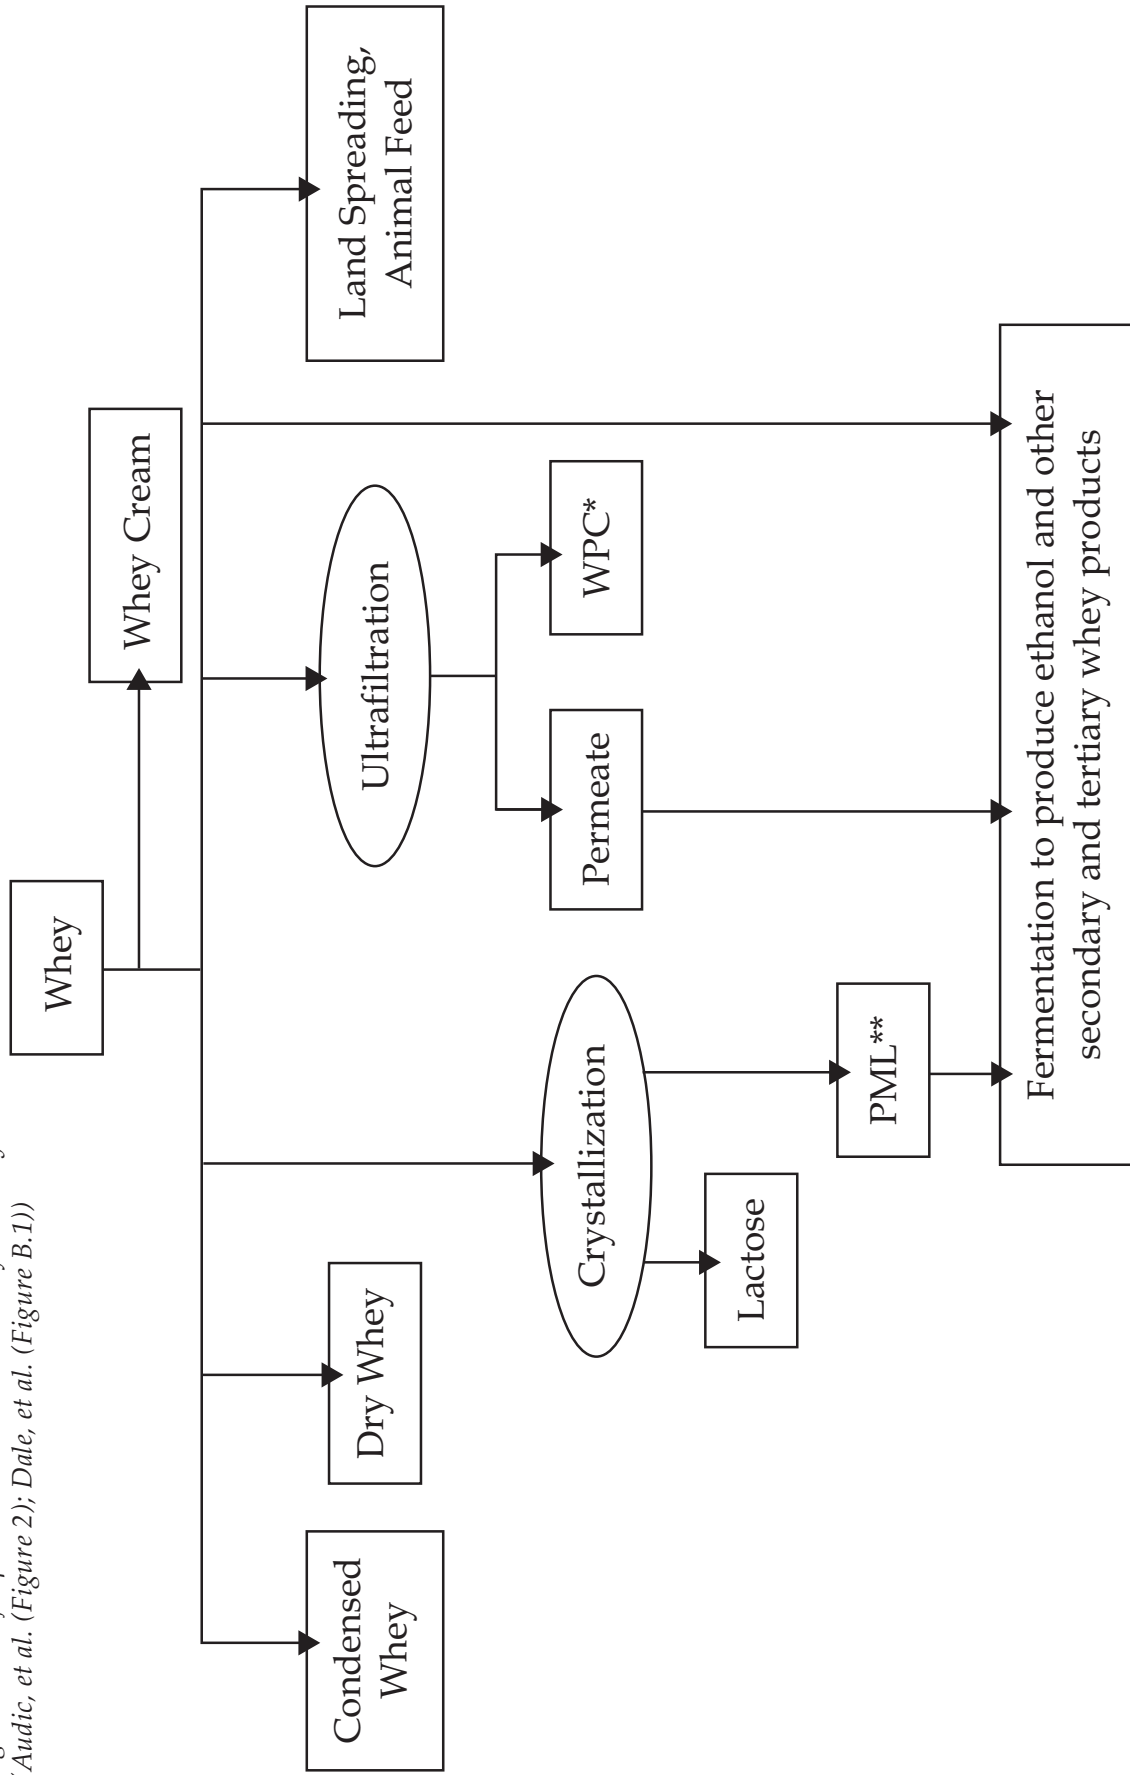 Audic, et al. (Figure 2); Dale, et al. (Figure B.1))
Whey
Whey Cream
Condensed
Whey
Dry Whey
Crystallization
Lactose
PML**
Ultrafiltration
Permeate
WPC*
Land Spreading,
Animal Feed
Fermentation to produce ethanol and other
secondary and tertiary whey products